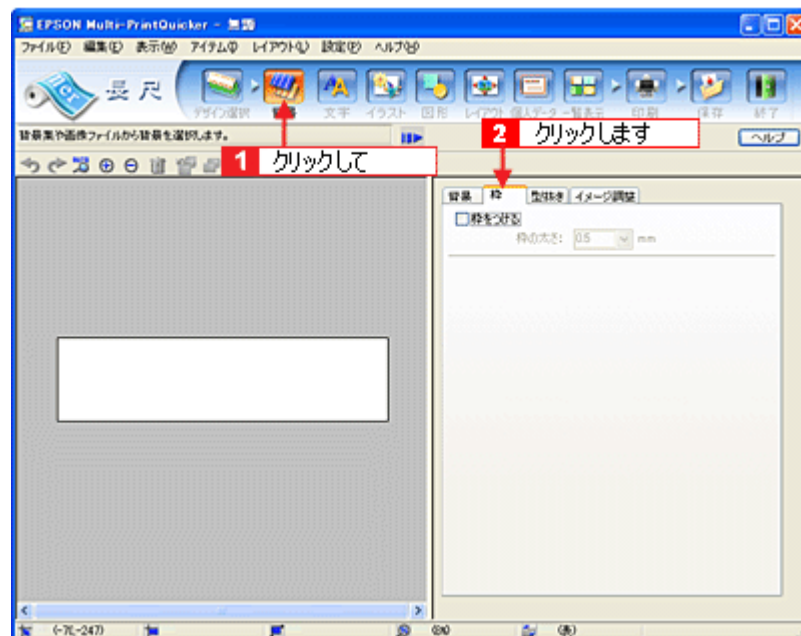 EPSON Multi-PrintQuicker - 無題
ファイル(F) 編集(E) 表示(W) アイテム(I) レイアウト(L) 設定(P) ヘルプ(H)
長尺
デザイン選択 背景 文字 イラスト 図形 レイアウト 個人データ 一覧表示 印刷 保存 終了
背景集や画像ファイルから背景を選択します。
ヘルプ
1 クリックして
2 クリックします
背景 枠 型抜き イメージ調整
枠をつける
枠の太さ: 0.5 mm
(-71,-247)
(表)